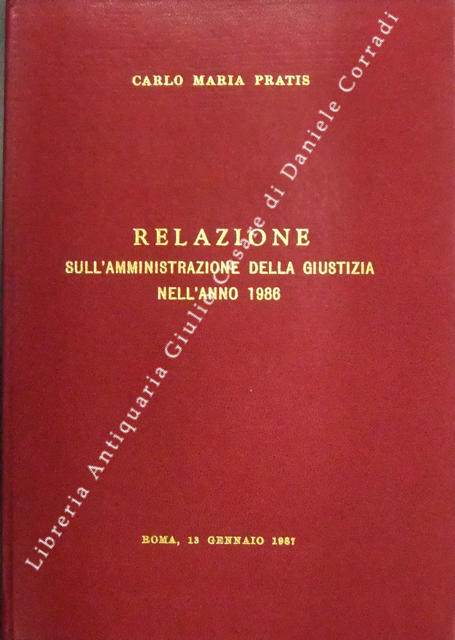 CARLO MARIA PRATIS
RELAZIONE
SULL'AMMINISTRAZIONE DELLA GIUSTIZIA
NELL'ANNO 1986
ROMA, 13 GENNAIO 1987
Libreria Antiquaria Giulio Cesare di Daniele Corradi